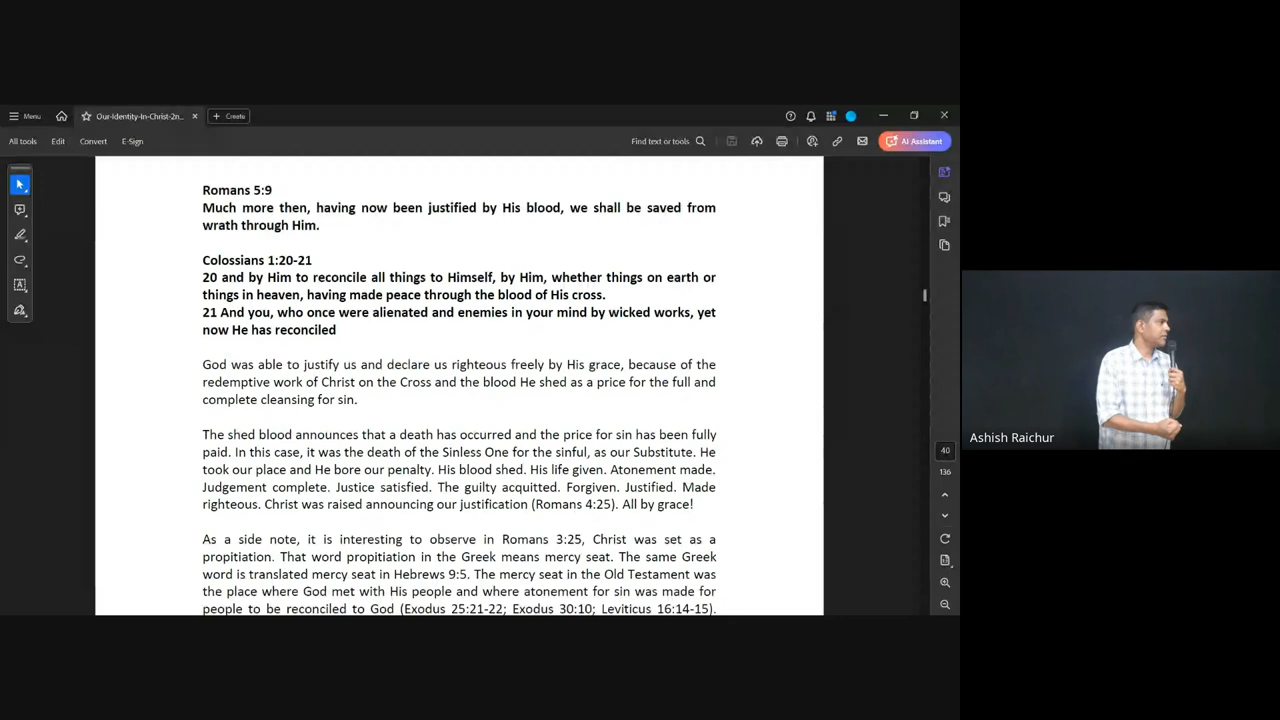 Menu
Our-Identity-In-Christ-2n...
Create
All tools
Edit
Convert
E-Sign
Find text or tools
AI Assistant
Romans 5:9
Much more then, having now been justified by His blood, we shall be saved from
wrath through Him.
Colossians 1:20-21
20 and by Him to reconcile all things to Himself, by Him, whether things on earth or
things in heaven, having made peace through the blood of His cross.
21 And you, who once were alienated and enemies in your mind by wicked works, yet
now He has reconciled
God was able to justify us and declare us righteous freely by His grace, because of the
redemptive work of Christ on the Cross and the blood He shed as a price for the full and
complete cleansing for sin.
The shed blood announces that a death has occurred and the price for sin has been fully
paid. In this case, it was the death of the Sinless One for the sinful, as our Substitute. He
took our place and He bore our penalty. His blood shed. His life given. Atonement made.
Judgement complete. Justice satisfied. The guilty acquitted. Forgiven. Justified. Made
righteous. Christ was raised announcing our justification (Romans 4:25). All by grace!
As a side note, it is interesting to observe in Romans 3:25, Christ was set as a
propitiation. That word propitiation in the Greek means mercy seat. The same Greek
word is translated mercy seat in Hebrews 9:5. The mercy seat in the Old Testament was
the place where God met with His people and where atonement for sin was made for
people to be reconciled to God (Exodus 25:21-22; Exodus 30:10; Leviticus 16:14-15).
40
136
Ashish Raichur